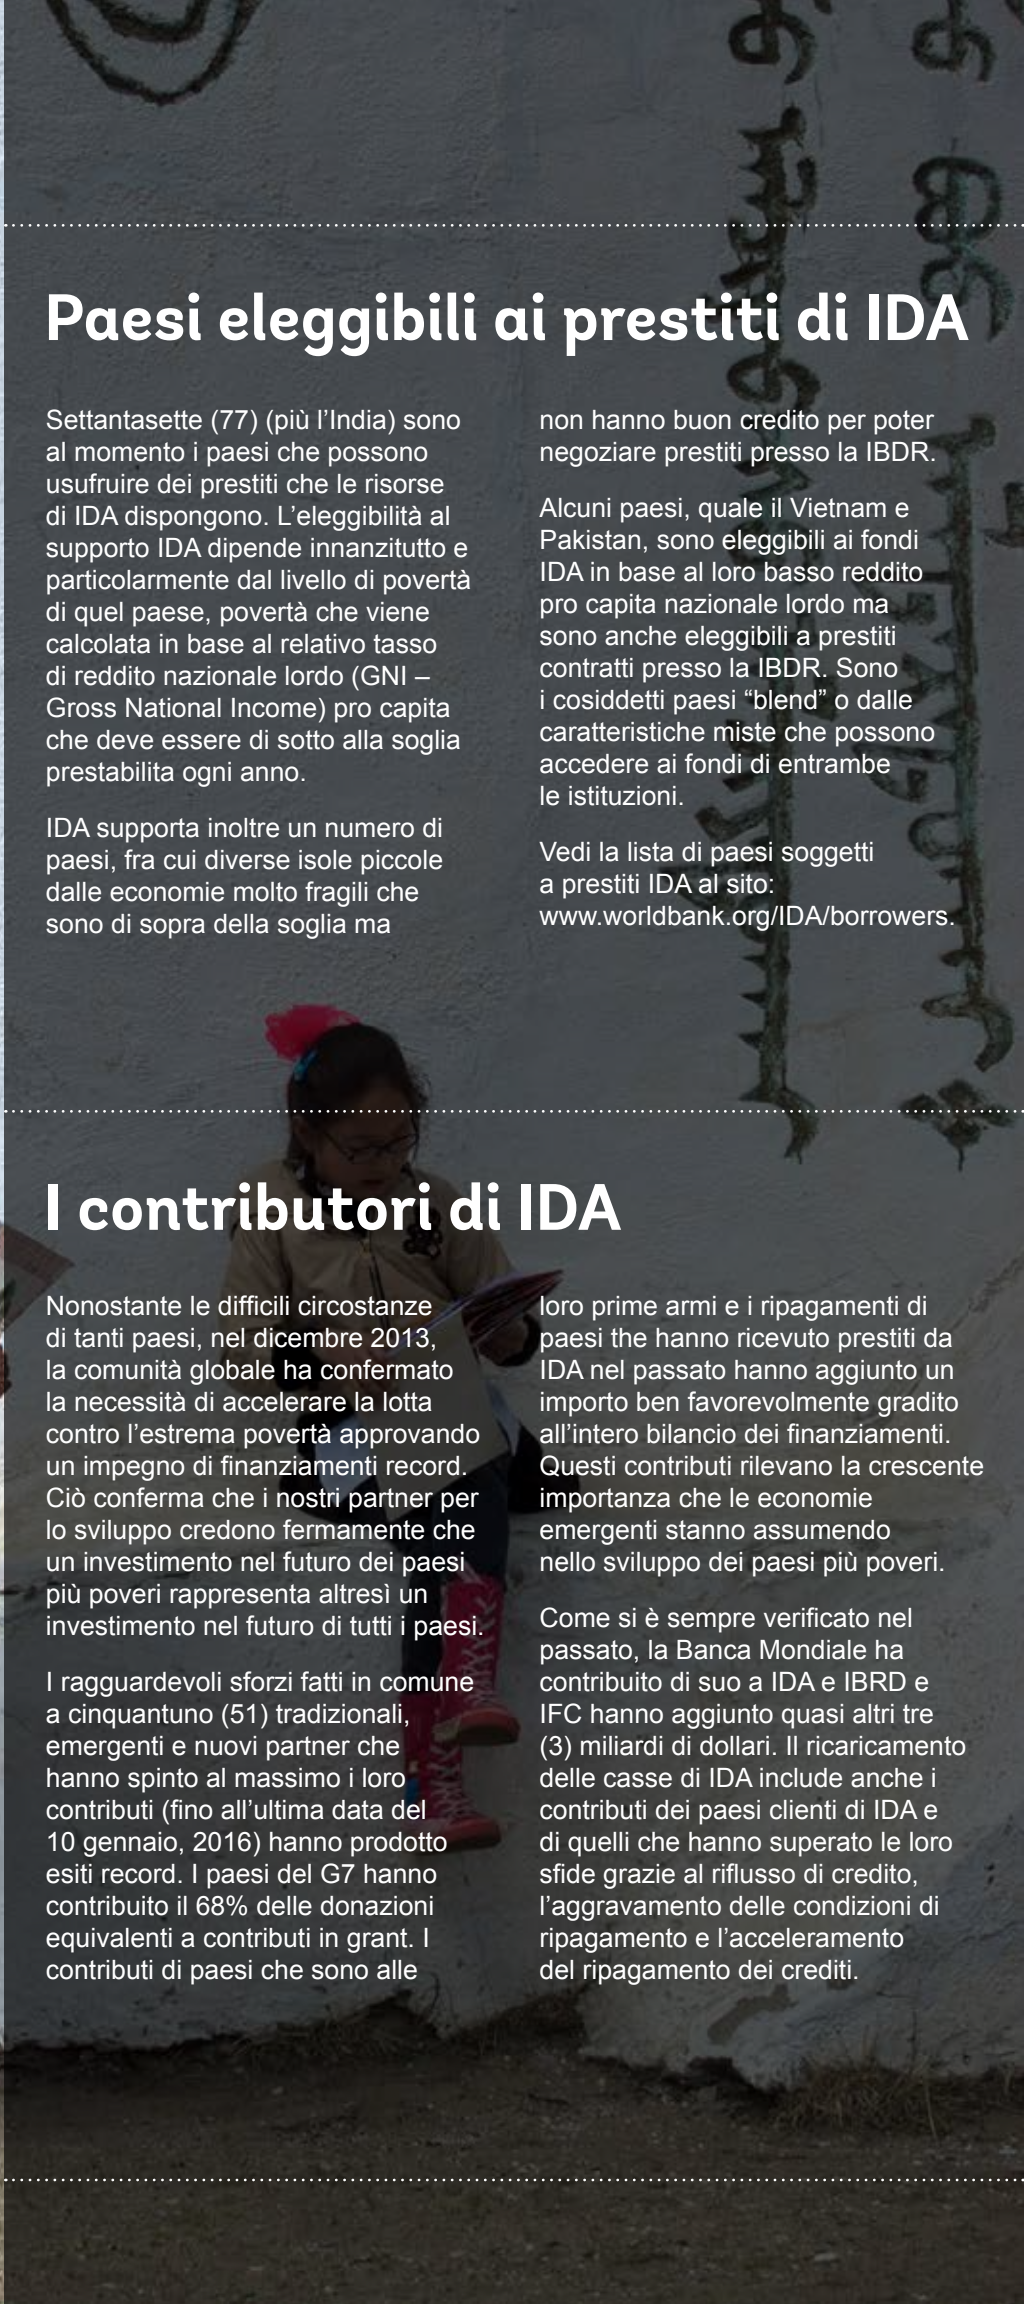 Paesi eleggibili ai prestiti di IDA
Settantasette (77) (più l’India) sono
al momento i paesi che possono
usufruire dei prestiti che le risorse
di IDA dispongono. L’eleggibilità al
supporto IDA dipende innanzitutto e
particolarmente dal livello di povertà
di quel paese, povertà che viene
calcolata in base al relativo tasso
di reddito nazionale lordo (GNI –
Gross National Income) pro capita
che deve essere di sotto alla soglia
prestabilita ogni anno.
IDA supporta inoltre un numero di
paesi, fra cui diverse isole piccole
dalle economie molto fragili che
sono di sopra della soglia ma
non hanno buon credito per poter
negoziare prestiti presso la IBDR.
Alcuni paesi, quale il Vietnam e
Pakistan, sono eleggibili ai fondi
IDA in base al loro basso reddito
pro capita nazionale lordo ma
sono anche eleggibili a prestiti
contratti presso la IBDR. Sono
i cosiddetti paesi “blend” o dalle
caratteristiche miste che possono
accedere ai fondi di entrambe
le istituzioni.
Vedi la lista di paesi soggetti
a prestiti IDA al sito:
www.worldbank.org/IDA/borrowers.
I contributori di IDA
Nonostante le difficili circostanze
di tanti paesi, nel dicembre 2013,
la comunità globale ha confermato
la necessità di accelerare la lotta
contro l’estrema povertà approvando
un impegno di finanziamenti record.
Ciò conferma che i nostri partner per
lo sviluppo credono fermamente che
un investimento nel futuro dei paesi
più poveri rappresenta altresì un
investimento nel futuro di tutti i paesi.
I ragguardevoli sforzi fatti in comune
a cinquantuno (51) tradizionali,
emergenti e nuovi partner che
hanno spinto al massimo i loro
contributi (fino all’ultima data del
10 gennaio, 2016) hanno prodotto
esiti record. I paesi del G7 hanno
contribuito il 68% delle donazioni
equivalenti a contributi in grant. I
contributi di paesi che sono alle
loro prime armi e i ripagamenti di
paesi the hanno ricevuto prestiti da
IDA nel passato hanno aggiunto un
importo ben favorevolmente gradito
all’intero bilancio dei finanziamenti.
Questi contributi rilevano la crescente
importanza che le economie
emergenti stanno assumendo
nello sviluppo dei paesi più poveri.
Come si è sempre verificato nel
passato, la Banca Mondiale ha
contribuito di suo a IDA e IBRD e
IFC hanno aggiunto quasi altri tre
(3) miliardi di dollari. Il ricaricamento
delle casse di IDA include anche i
contributi dei paesi clienti di IDA e
di quelli che hanno superato le loro
sfide grazie al riflusso di credito,
l’aggravamento delle condizioni di
ripagamento e l’acceleramento
del ripagamento dei crediti.